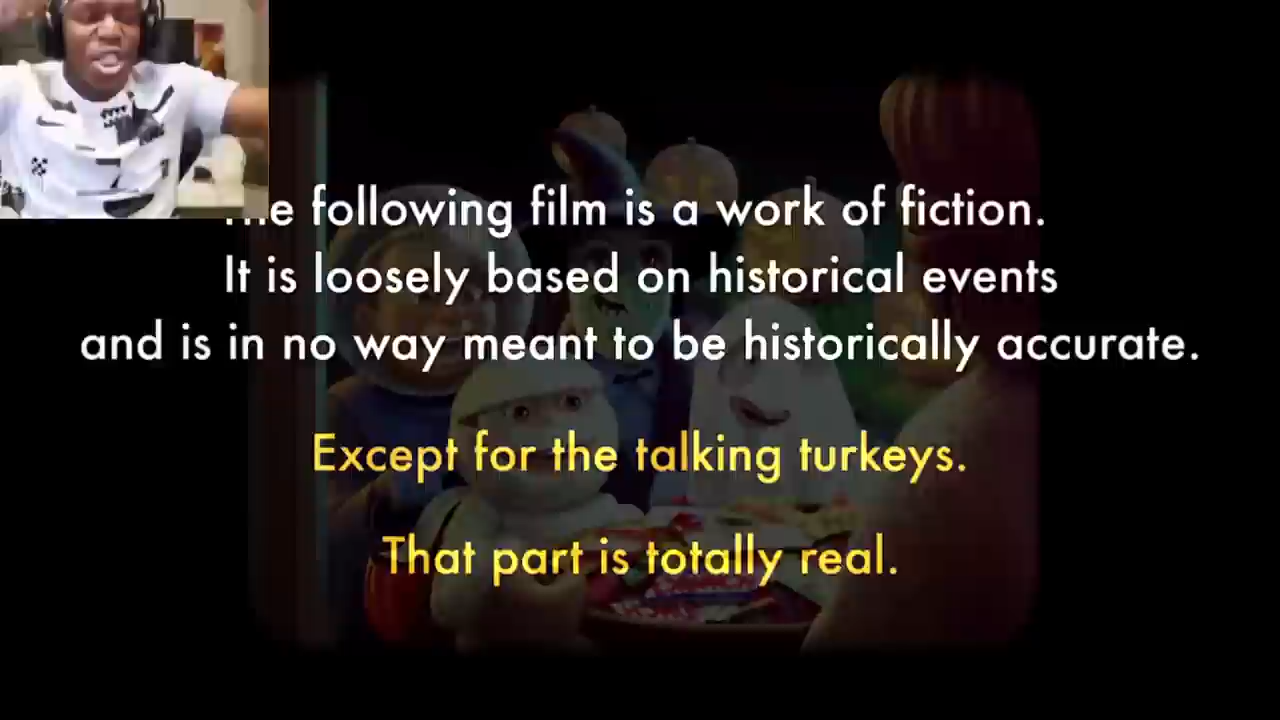 The following film is a work of fiction.
It is loosely based on historical events
and is in no way meant to be historically accurate.
Except for the talking turkeys.
That part is totally real.